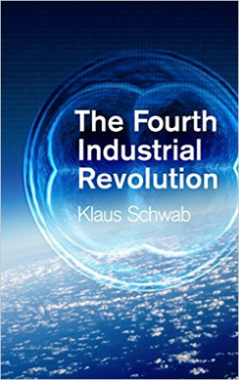 The Fourth
Industrial
Revolution
Klaus Schwab